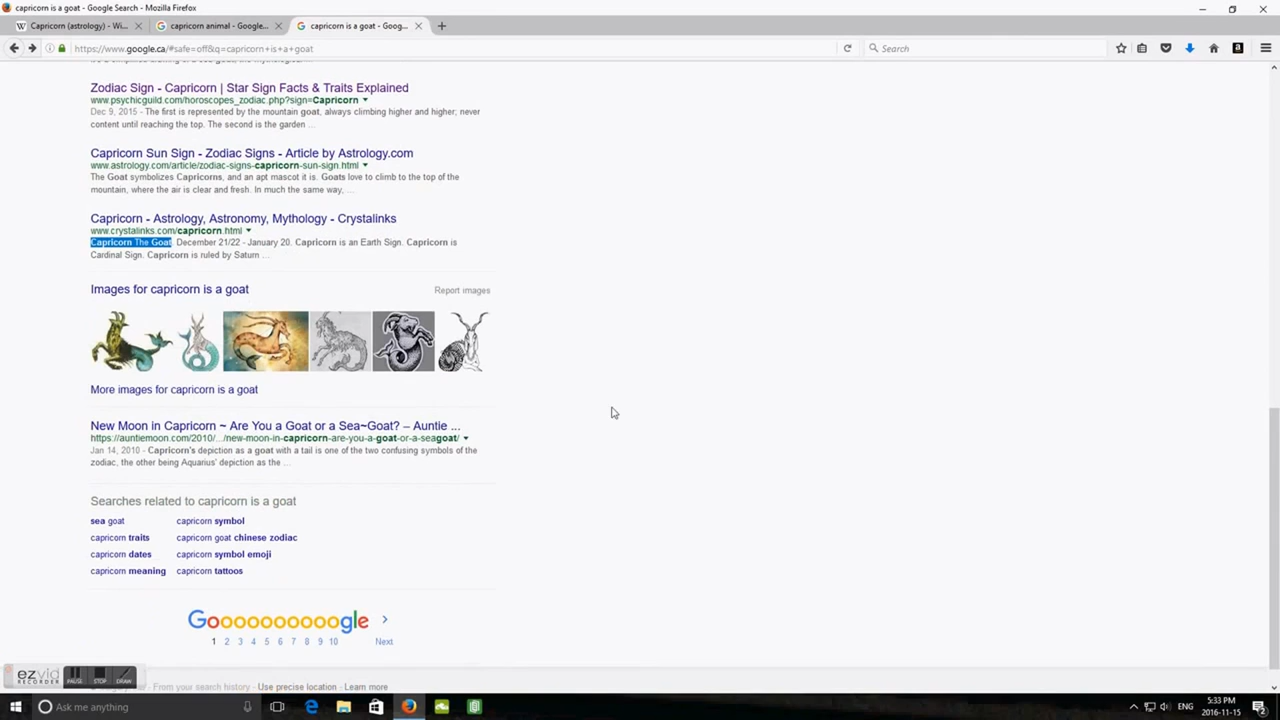 capricorn is a goat - Google Search - Mozilla Firefox
Capricorn (astrology) - Wi...
capricorn animal - Google...
capricorn is a goat - Goog...
https://www.google.ca/#safe=off&q=capricorn+is+a+goat
Search
Zodiac Sign - Capricorn | Star Sign Facts & Traits Explained
www.psychicguild.com/horoscopes_zodiac.php?sign=Capricorn
Dec 9, 2015 - The first is represented by the mountain goat, always climbing higher and higher; never
content until reaching the top. The second is the garden ...
Capricorn Sun Sign - Zodiac Signs - Article by Astrology.com
www.astrology.com/article/zodiac-signs-capricorn-sun-sign.html
The Goat symbolizes Capricorns, and an apt mascot it is. Goats love to climb to the top of the
mountain, where the air is clear and fresh. In much the same way, ...
Capricorn - Astrology, Astronomy, Mythology - Crystalinks
www.crystalinks.com/capricorn.html
Capricorn The Goat. December 21/22 - January 20. Capricorn is an Earth Sign. Capricorn is
Cardinal Sign. Capricorn is ruled by Saturn ...
Images for capricorn is a goat
Report images
More images for capricorn is a goat
New Moon in Capricorn ~ Are You a Goat or a Sea~Goat? – Auntie ...
https://auntiemoon.com/2010/.../new-moon-in-capricorn-are-you-a-goat-or-a-seagoat/
Jan 14, 2010 - Capricorn's depiction as a goat with a tail is one of the two confusing symbols of the
zodiac, the other being Aquarius' depiction as the ...
Searches related to capricorn is a goat
sea goat
capricorn symbol
capricorn traits
capricorn goat chinese zodiac
capricorn dates
capricorn symbol emoji
capricorn meaning
capricorn tattoos
Goooooooooogle
1 2 3 4 5 6 7 8 9 10 Next
ezvid
RECORDER
PAUSE
STOP
DRAW
From your search history - Use precise location - Learn more
Ask me anything
ENG
5:33 PM
2016-11-15
2